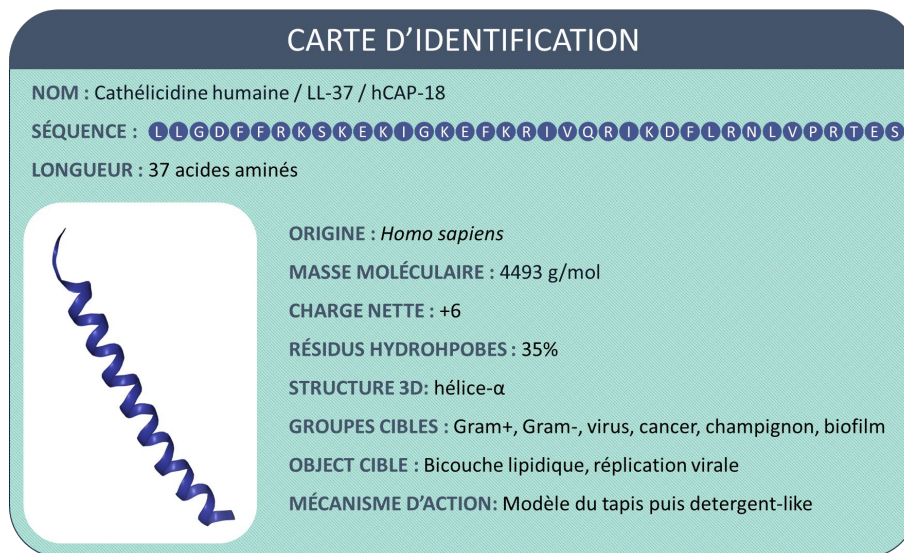 CARTE D'IDENTIFICATION
NOM : Cathélicidine humaine / LL-37 / hCAP-18
SÉQUENCE : LLGDFFRKSKEKIGKEFKRIVQRIKDFLRNLVPRTES
LONGUEUR : 37 acides aminés
ORIGINE : Homo sapiens
MASSE MOLÉCULAIRE : 4493 g/mol
CHARGE NETTE : +6
RÉSIDUS HYDROHPOBES : 35%
STRUCTURE 3D: hélice-α
GROUPES CIBLES : Gram+, Gram-, virus, cancer, champignon, biofilm
OBJECT CIBLE : Bicouche lipidique, réplication virale
MÉCANISME D'ACTION: Modèle du tapis puis detergent-like